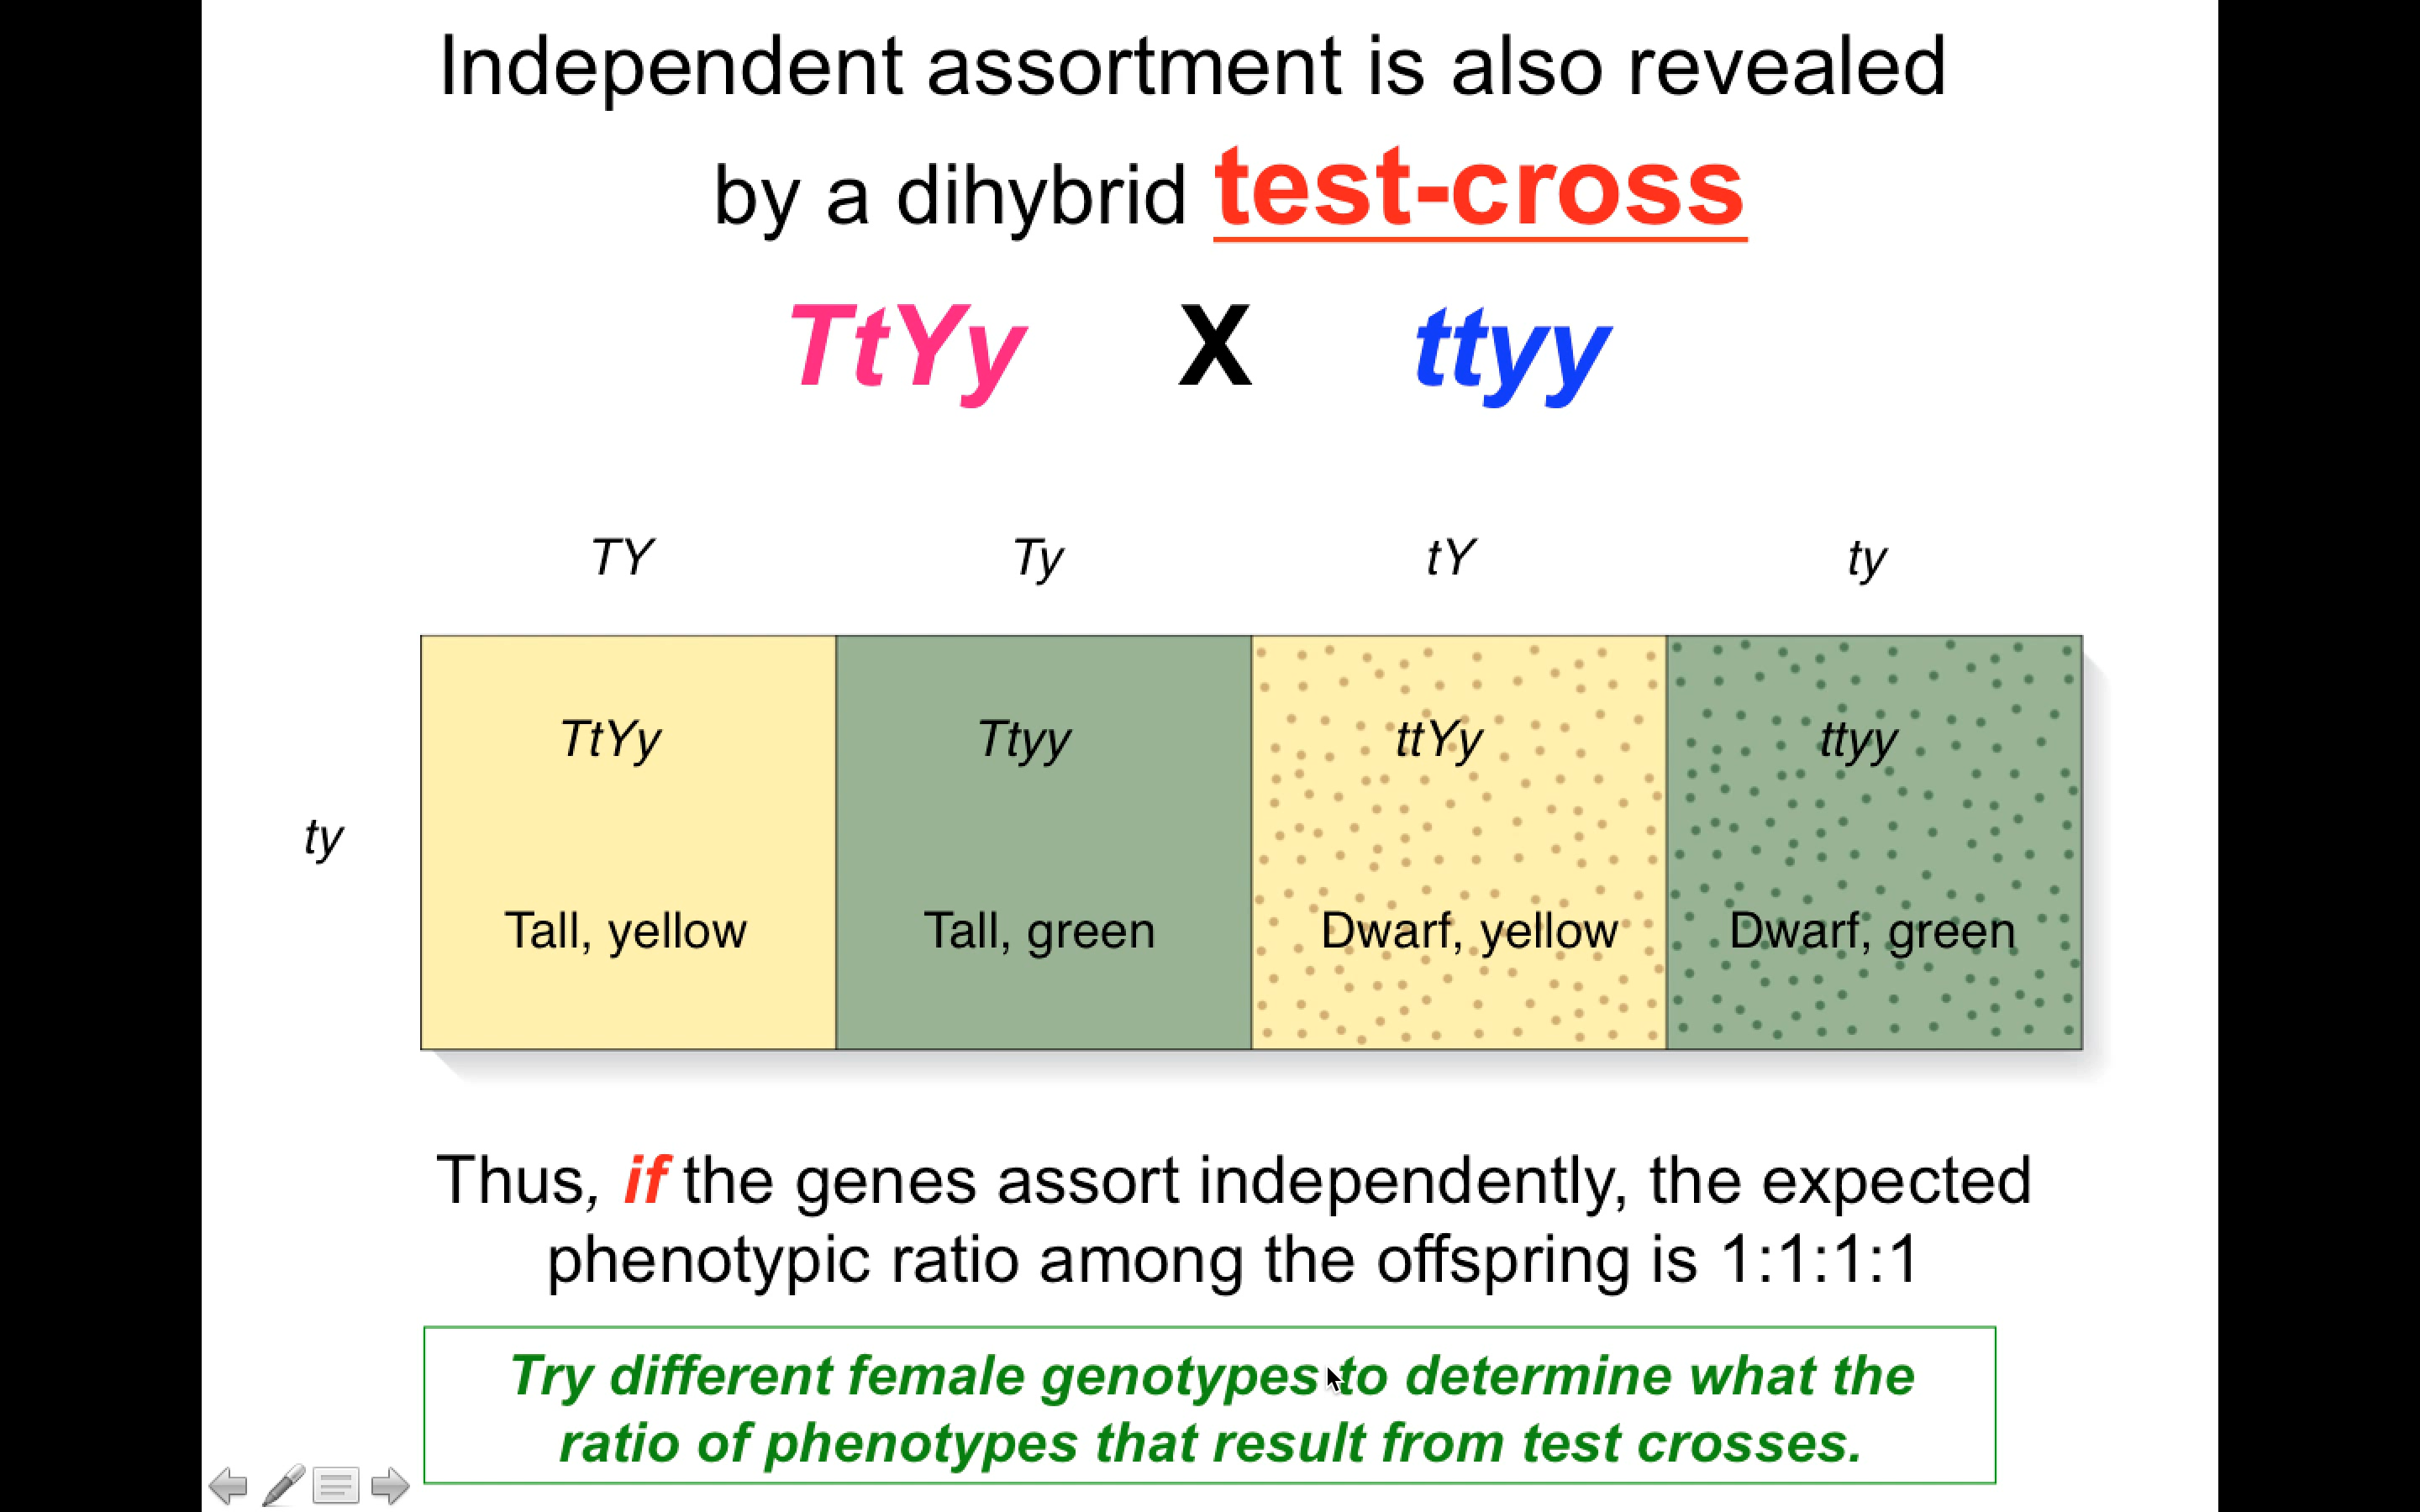 Independent assortment is also revealed
by a dihybrid test-cross
TtYy X ttyy
TY Ty tY ty
TtYy Ttyy ttYy ttyy
ty
Tall, yellow Tall, green Dwarf, yellow Dwarf, green
Thus, if the genes assort independently, the expected
phenotypic ratio among the offspring is 1:1:1:1
Try different female genotypes to determine what the
ratio of phenotypes that result from test crosses.